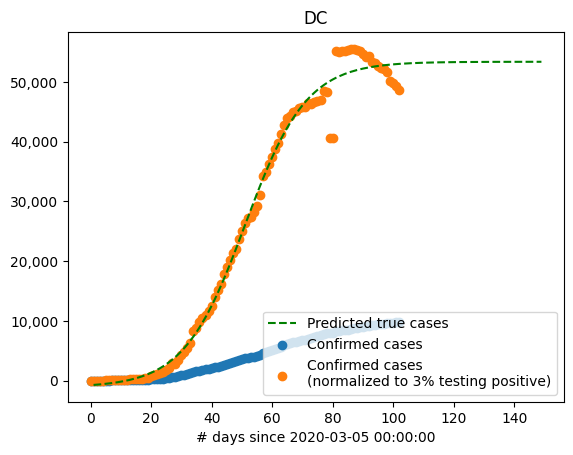 DC
50,000
40,000
30,000
20,000
10,000
0
Predicted true cases
Confirmed cases
Confirmed cases
(normalized to 3% testing positive)
0 20 40 60 80 100 120 140
# days since 2020-03-05 00:00:00